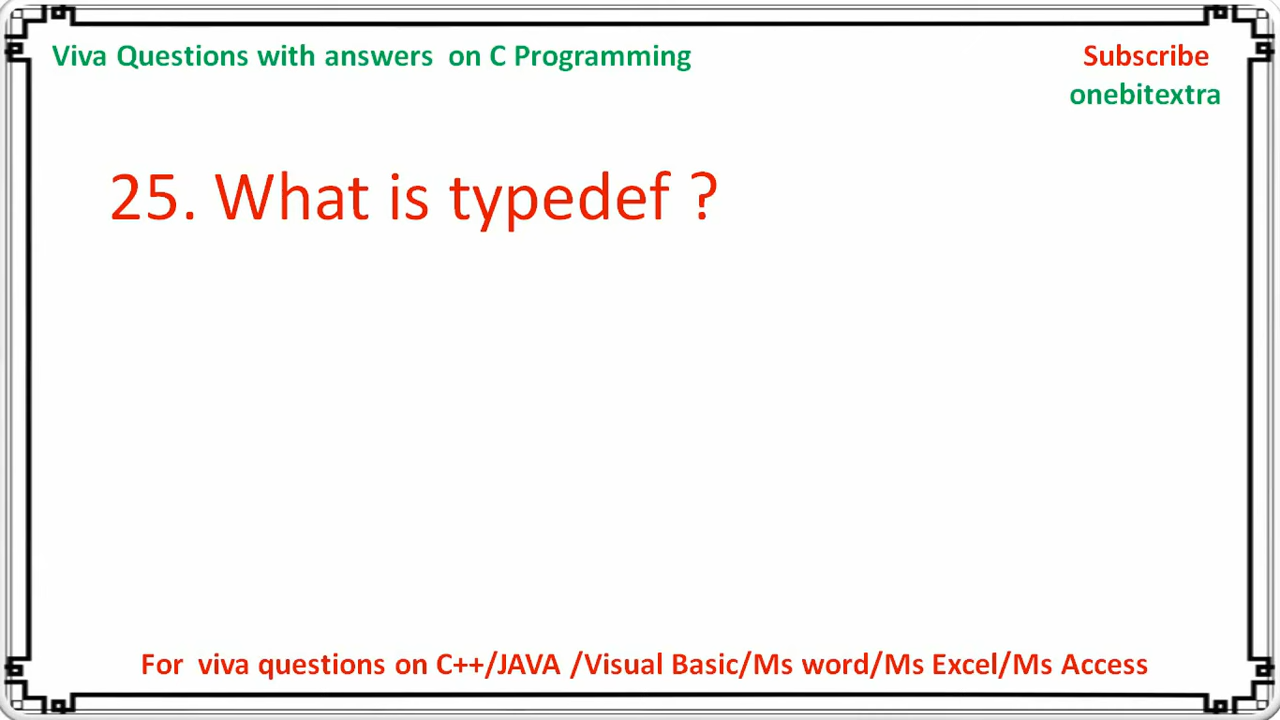 Viva Questions with answers  on C Programming
Subscribe
onebitextra
25. What is typedef ?
For  viva questions on C++/JAVA /Visual Basic/Ms word/Ms Excel/Ms Access